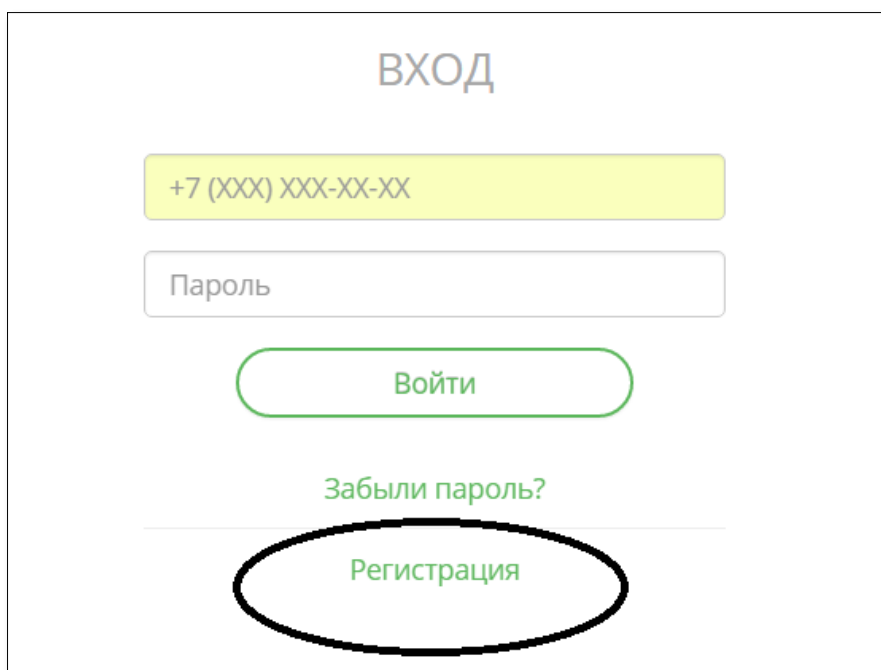 ВХОД
+7 (XXX) XXX-XX-XX
Пароль
Войти
Забыли пароль?
Регистрация